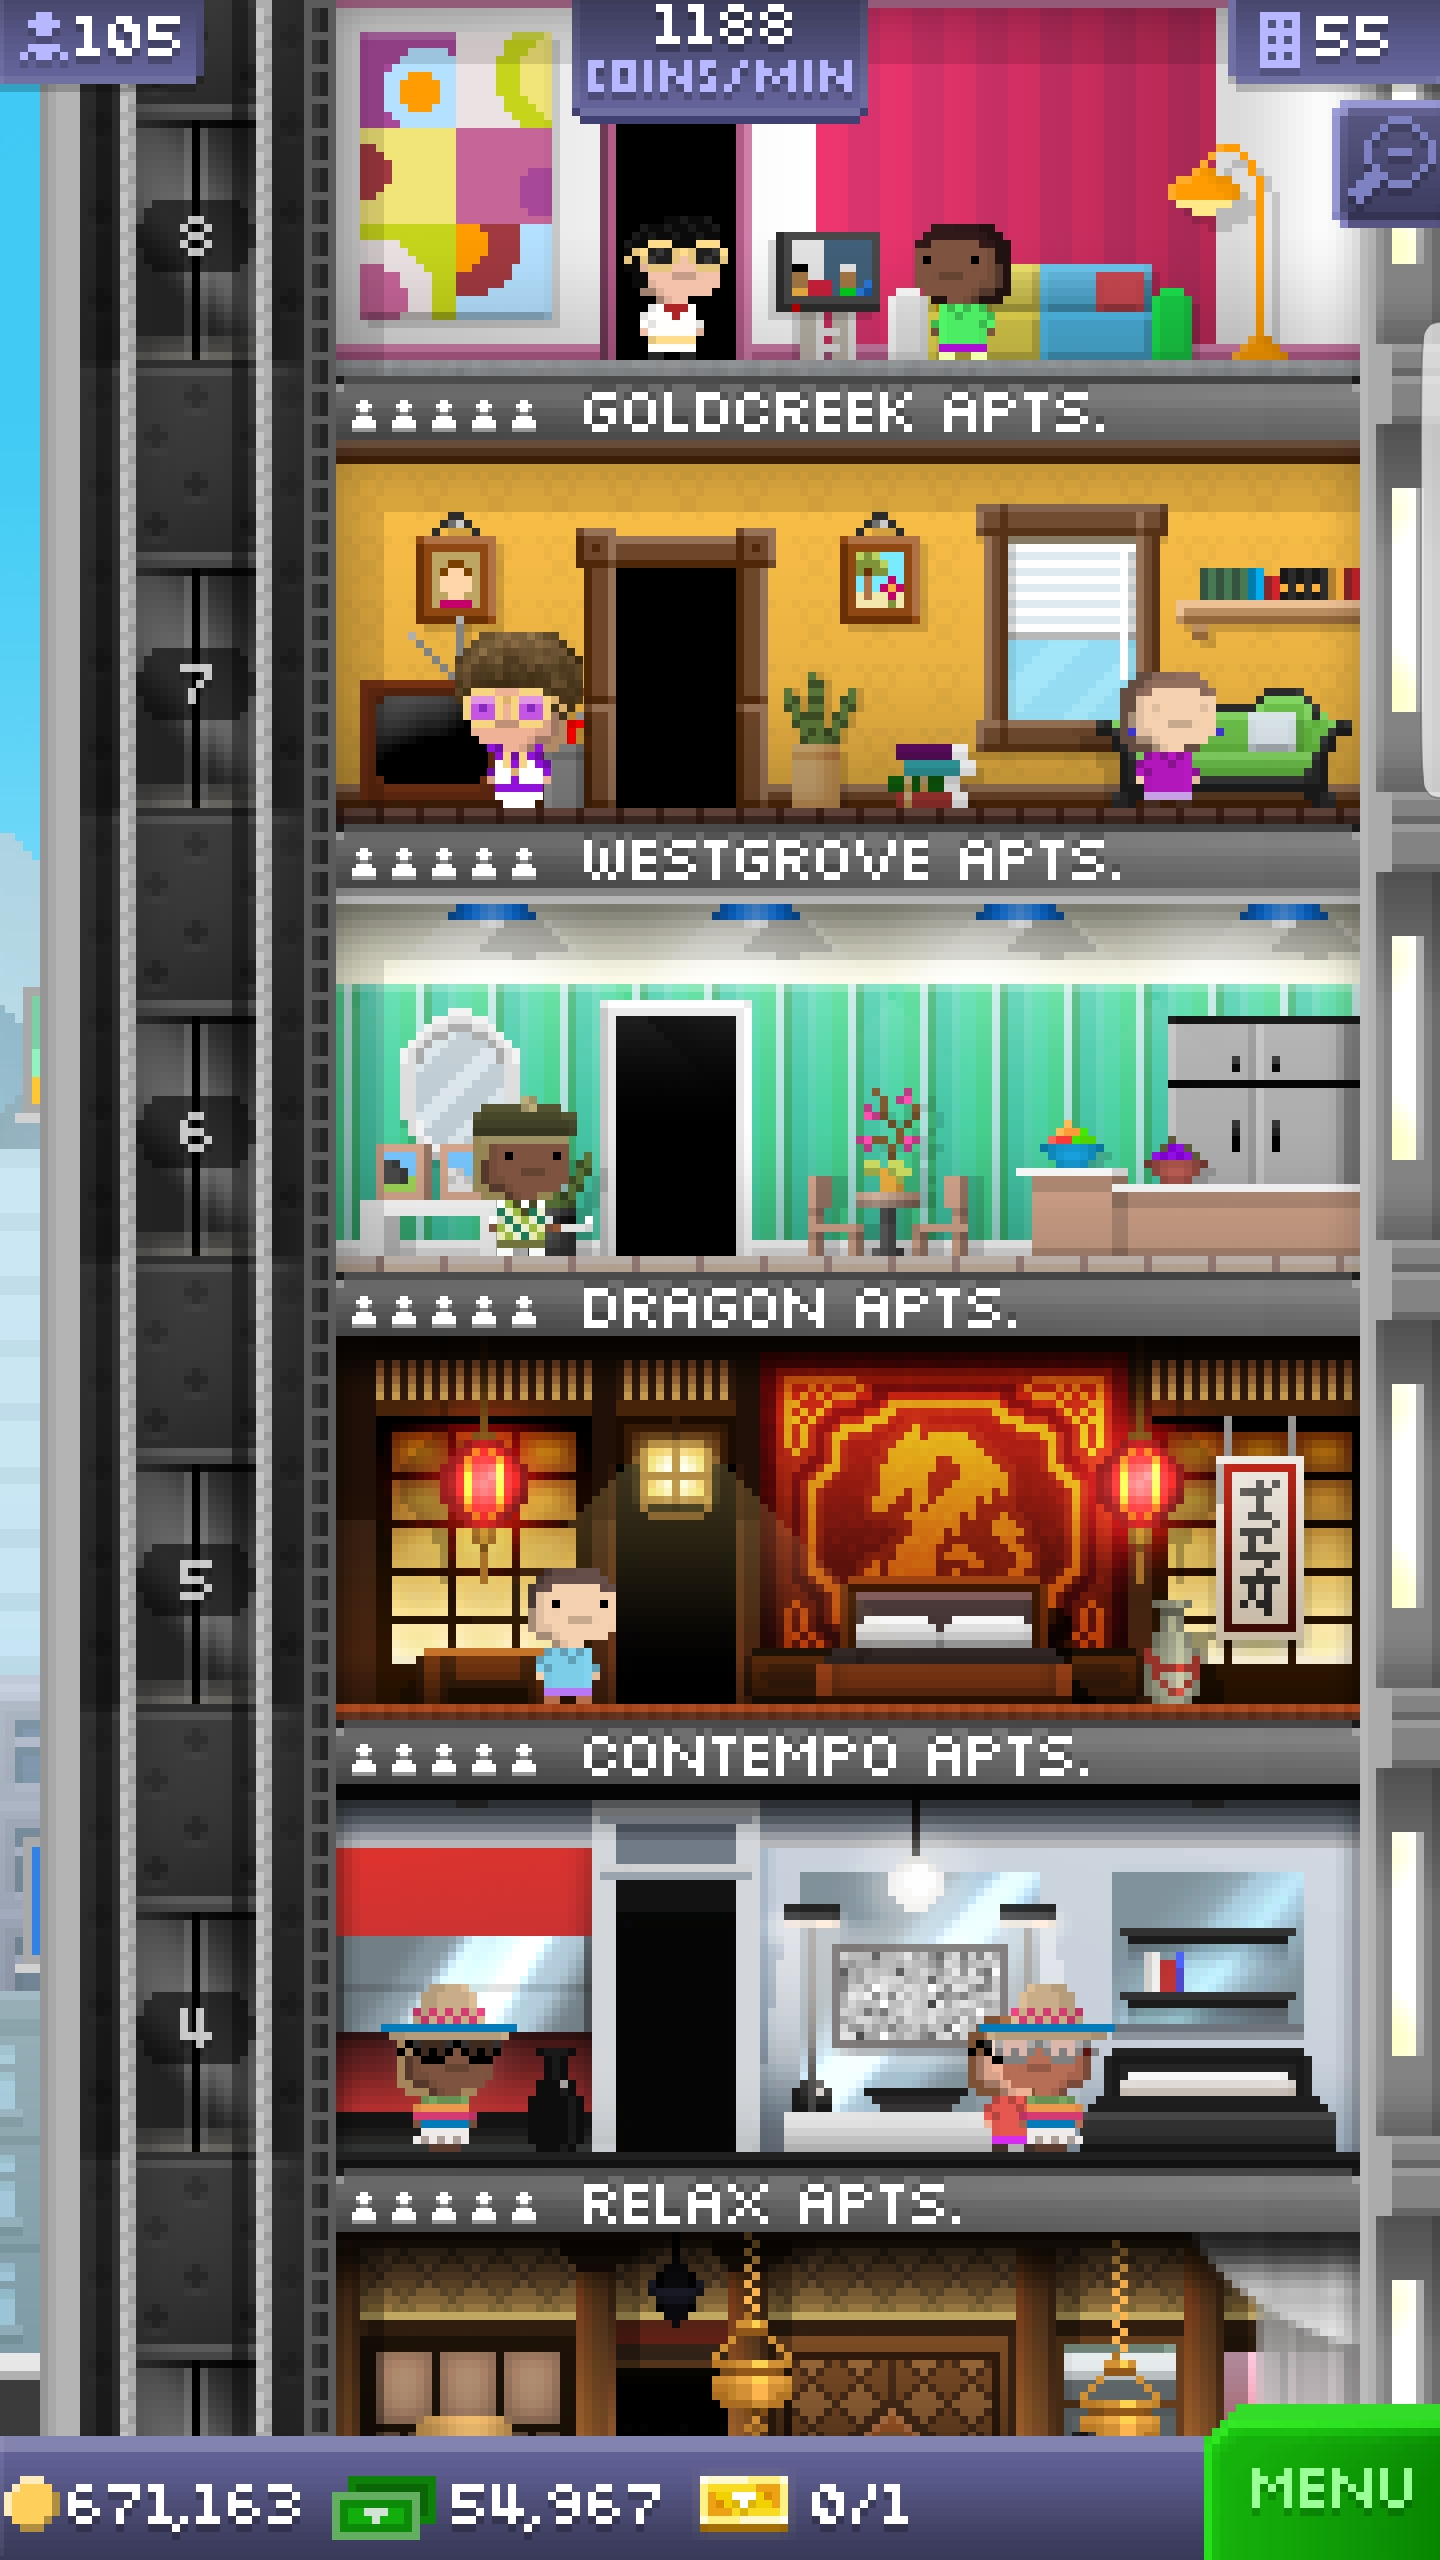 105
1188
COINS/MIN
55
8
GOLDCREEK APTS.
7
WESTGROVE APTS.
6
DRAGON APTS.
5
CONTEMPO APTS.
4
RELAX APTS.
671,163
54,967
0/1
MENU